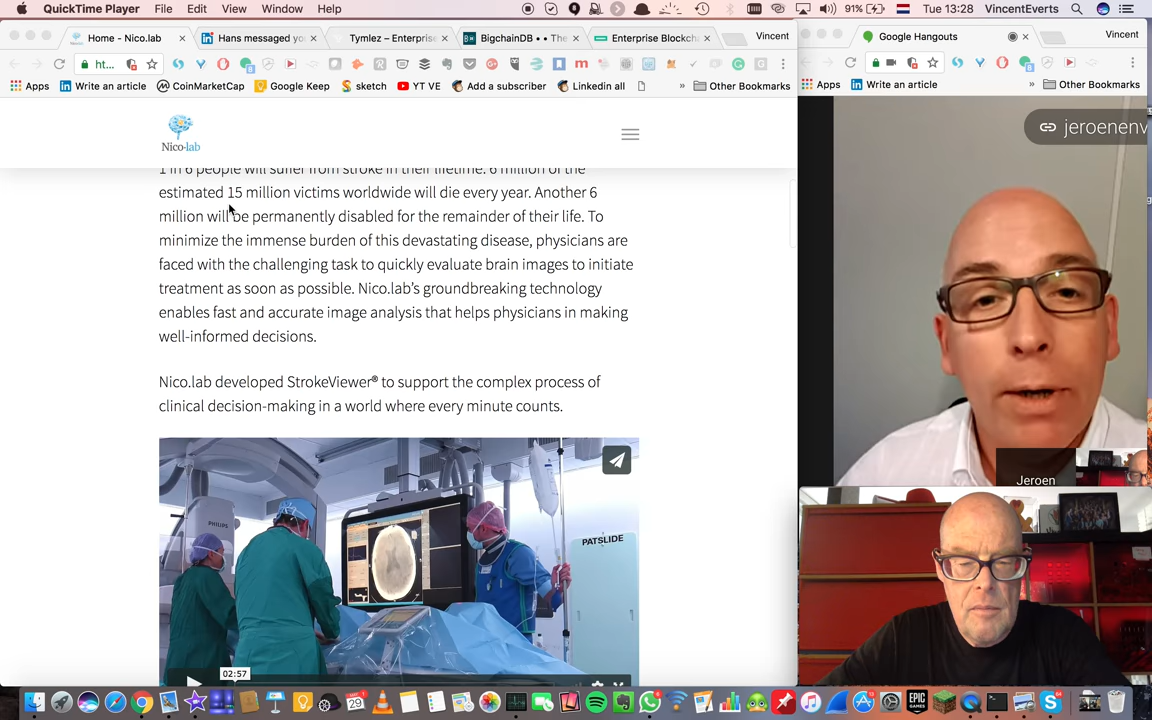 QuickTime Player File Edit View Window Help 91% Tue 13:28 VincentEverts
Home - Nico.lab Hans messaged yo Tymlez – Enterprise BigchainDB • • The Enterprise Blockcha Vincent
ht...
Apps Write an article CoinMarketCap Google Keep sketch YT VE Add a subscriber Linkedin all » Other Bookmarks
Nico-lab
1 in 6 people will suffer from stroke in their lifetime. 6 million of the
estimated 15 million victims worldwide will die every year. Another 6
million will be permanently disabled for the remainder of their life. To
minimize the immense burden of this devastating disease, physicians are
faced with the challenging task to quickly evaluate brain images to initiate
treatment as soon as possible. Nico.lab's groundbreaking technology
enables fast and accurate image analysis that helps physicians in making
well-informed decisions.
Nico.lab developed StrokeViewer® to support the complex process of
clinical decision-making in a world where every minute counts.
PHILIPS
PATSLIDE
02:57
Google Hangouts Vincent
Apps Write an article » Other Bookmarks
jeroenenv
Jeroen
29
EPIC
GAMES